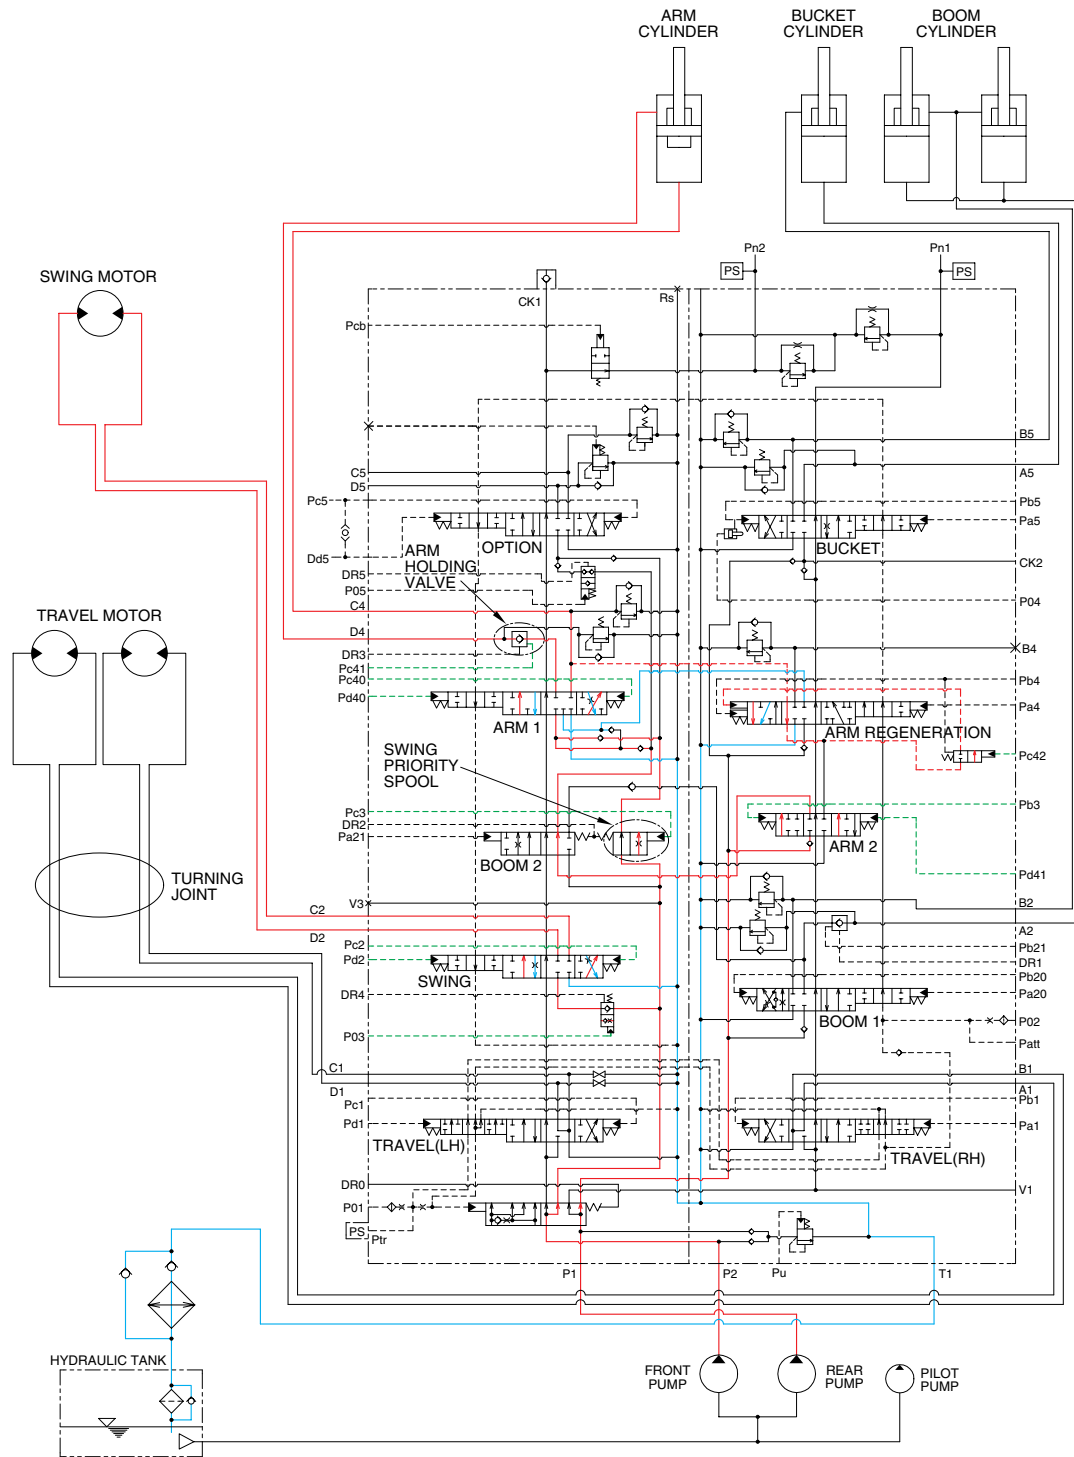 ARM
CYLINDER
BUCKET
CYLINDER
BOOM
CYLINDER
SWING MOTOR
Pn2
Pn1
PS
PS
CK1
Rs
Pcb
B5
C5
D5
A5
Pc5
Pb5
Pa5
OPTION
BUCKET
Dd5
ARM
HOLDING
VALVE
CK2
DR5
P05
C4
P04
TRAVEL MOTOR
D4
DR3
Pc41
Pc40
Pd40
B4
Pb4
Pa4
ARM 1
ARM REGENERATION
SWING
PRIORITY
SPOOL
Pc42
Pc3
DR2
Pa21
Pb3
BOOM 2
ARM 2
TURNING
JOINT
Pd41
V3
C2
B2
D2
A2
Pc2
Pd2
Pb21
DR1
SWING
Pb20
Pa20
DR4
BOOM 1
P03
P02
Patt
C1
B1
D1
A1
Pc1
Pb1
Pd1
Pa1
TRAVEL(LH)
TRAVEL(RH)
DR0
V1
P01
PS
Ptr
P1
P2
Pu
T1
HYDRAULIC TANK
FRONT
PUMP
REAR
PUMP
PILOT
PUMP